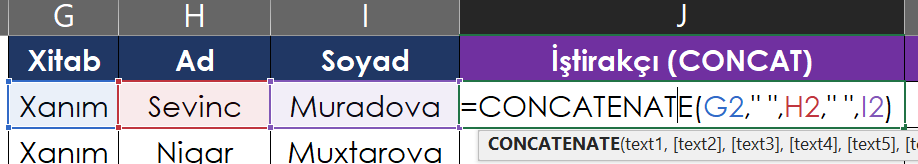 G H I J
Xitab Ad Soyad İştirakçı (CONCAT)
Xanım Sevinc Muradova =CONCATENATE(G2," ",H2," ",I2)
CONCATENATE(text1, [text2], [text3], [text4], [text5], [te
Xanım Nigar Muxtarova